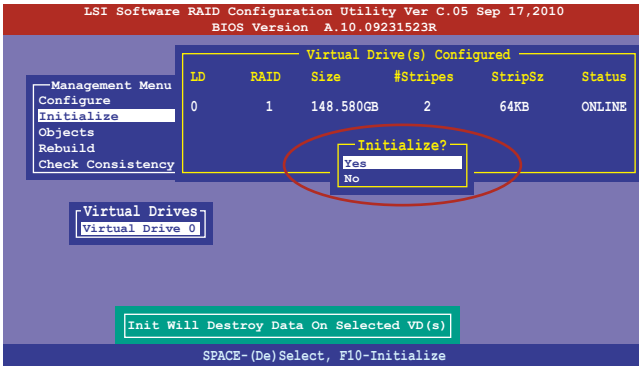 LSI Software RAID Configuration Utility Ver C.05 Sep 17,2010
BIOS Version A.10.09231523R
Virtual Drive(s) Configured
LD RAID Size #Stripes StripSz Status
0 1 148.580GB 2 64KB ONLINE
Management Menu
Configure
Initialize
Objects
Rebuild
Check Consistency
Initialize?
Yes
No
Virtual Drives
Virtual Drive 0
Init Will Destroy Data On Selected VD(s)
SPACE-(De)Select, F10-Initialize